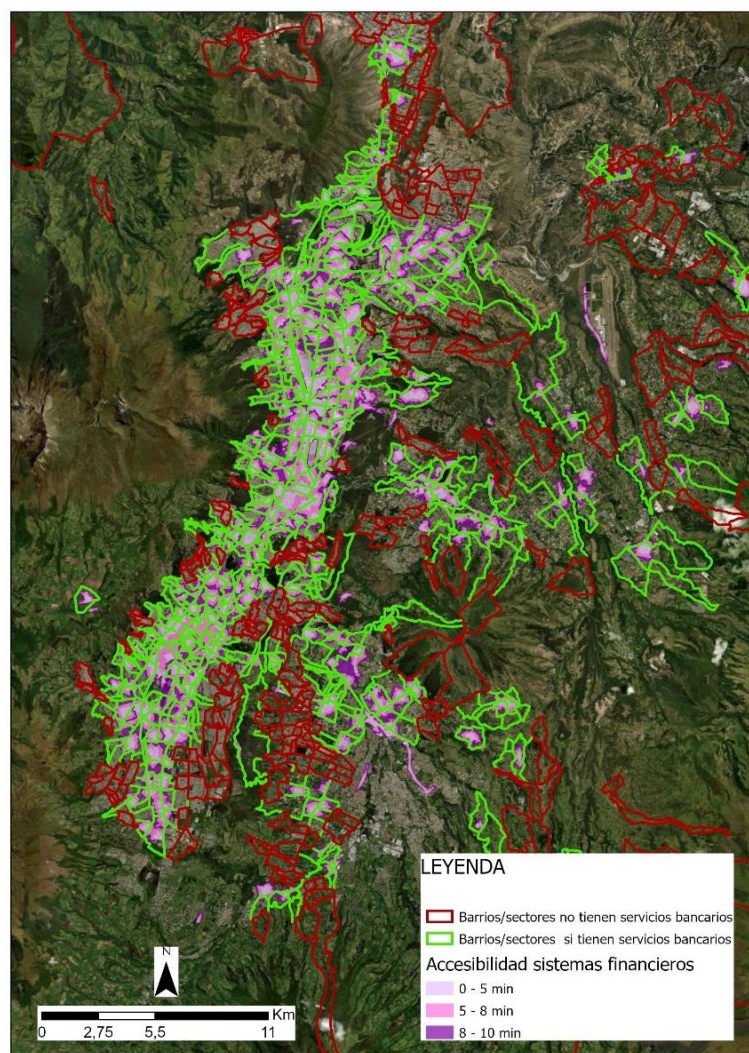 LEYENDA
Barrios/sectores no tienen servicios bancarios
Barrios/sectores si tienen servicios bancarios
Accesibilidad sistemas financieros
0 - 5 min
5 - 8 min
8 - 10 min
N
Km
0 2,75 5,5 11